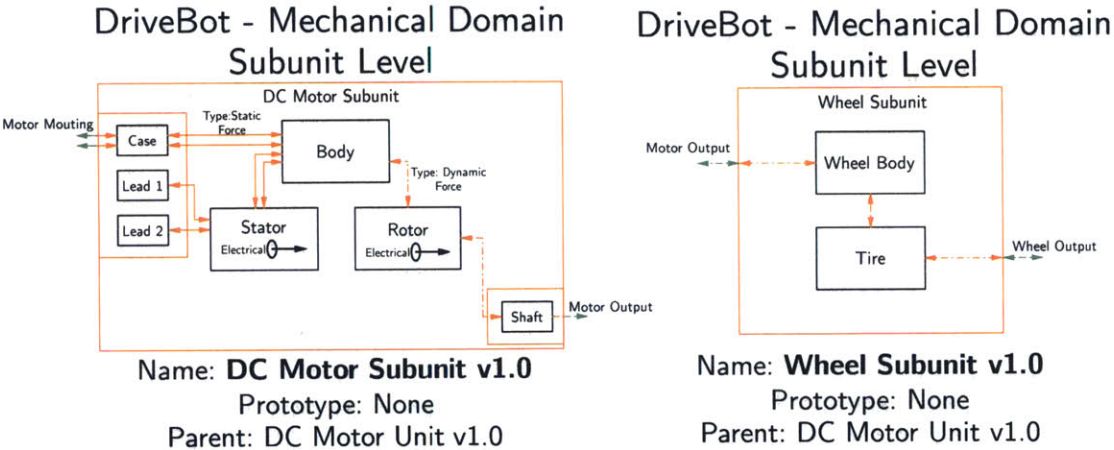 DriveBot - Mechanical Domain
Subunit Level
DC Motor Subunit
Motor Mouting
Type:Static
Force
Case
Body
Lead 1
Type: Dynamic
Force
Lead 2
Stator
Electrical
Rotor
Electrical
Shaft
Motor Output
Name: DC Motor Subunit v1.0
Prototype: None
Parent: DC Motor Unit v1.0
DriveBot - Mechanical Domain
Subunit Level
Wheel Subunit
Motor Output
Wheel Body
Wheel Output
Tire
Name: Wheel Subunit v1.0
Prototype: None
Parent: DC Motor Unit v1.0